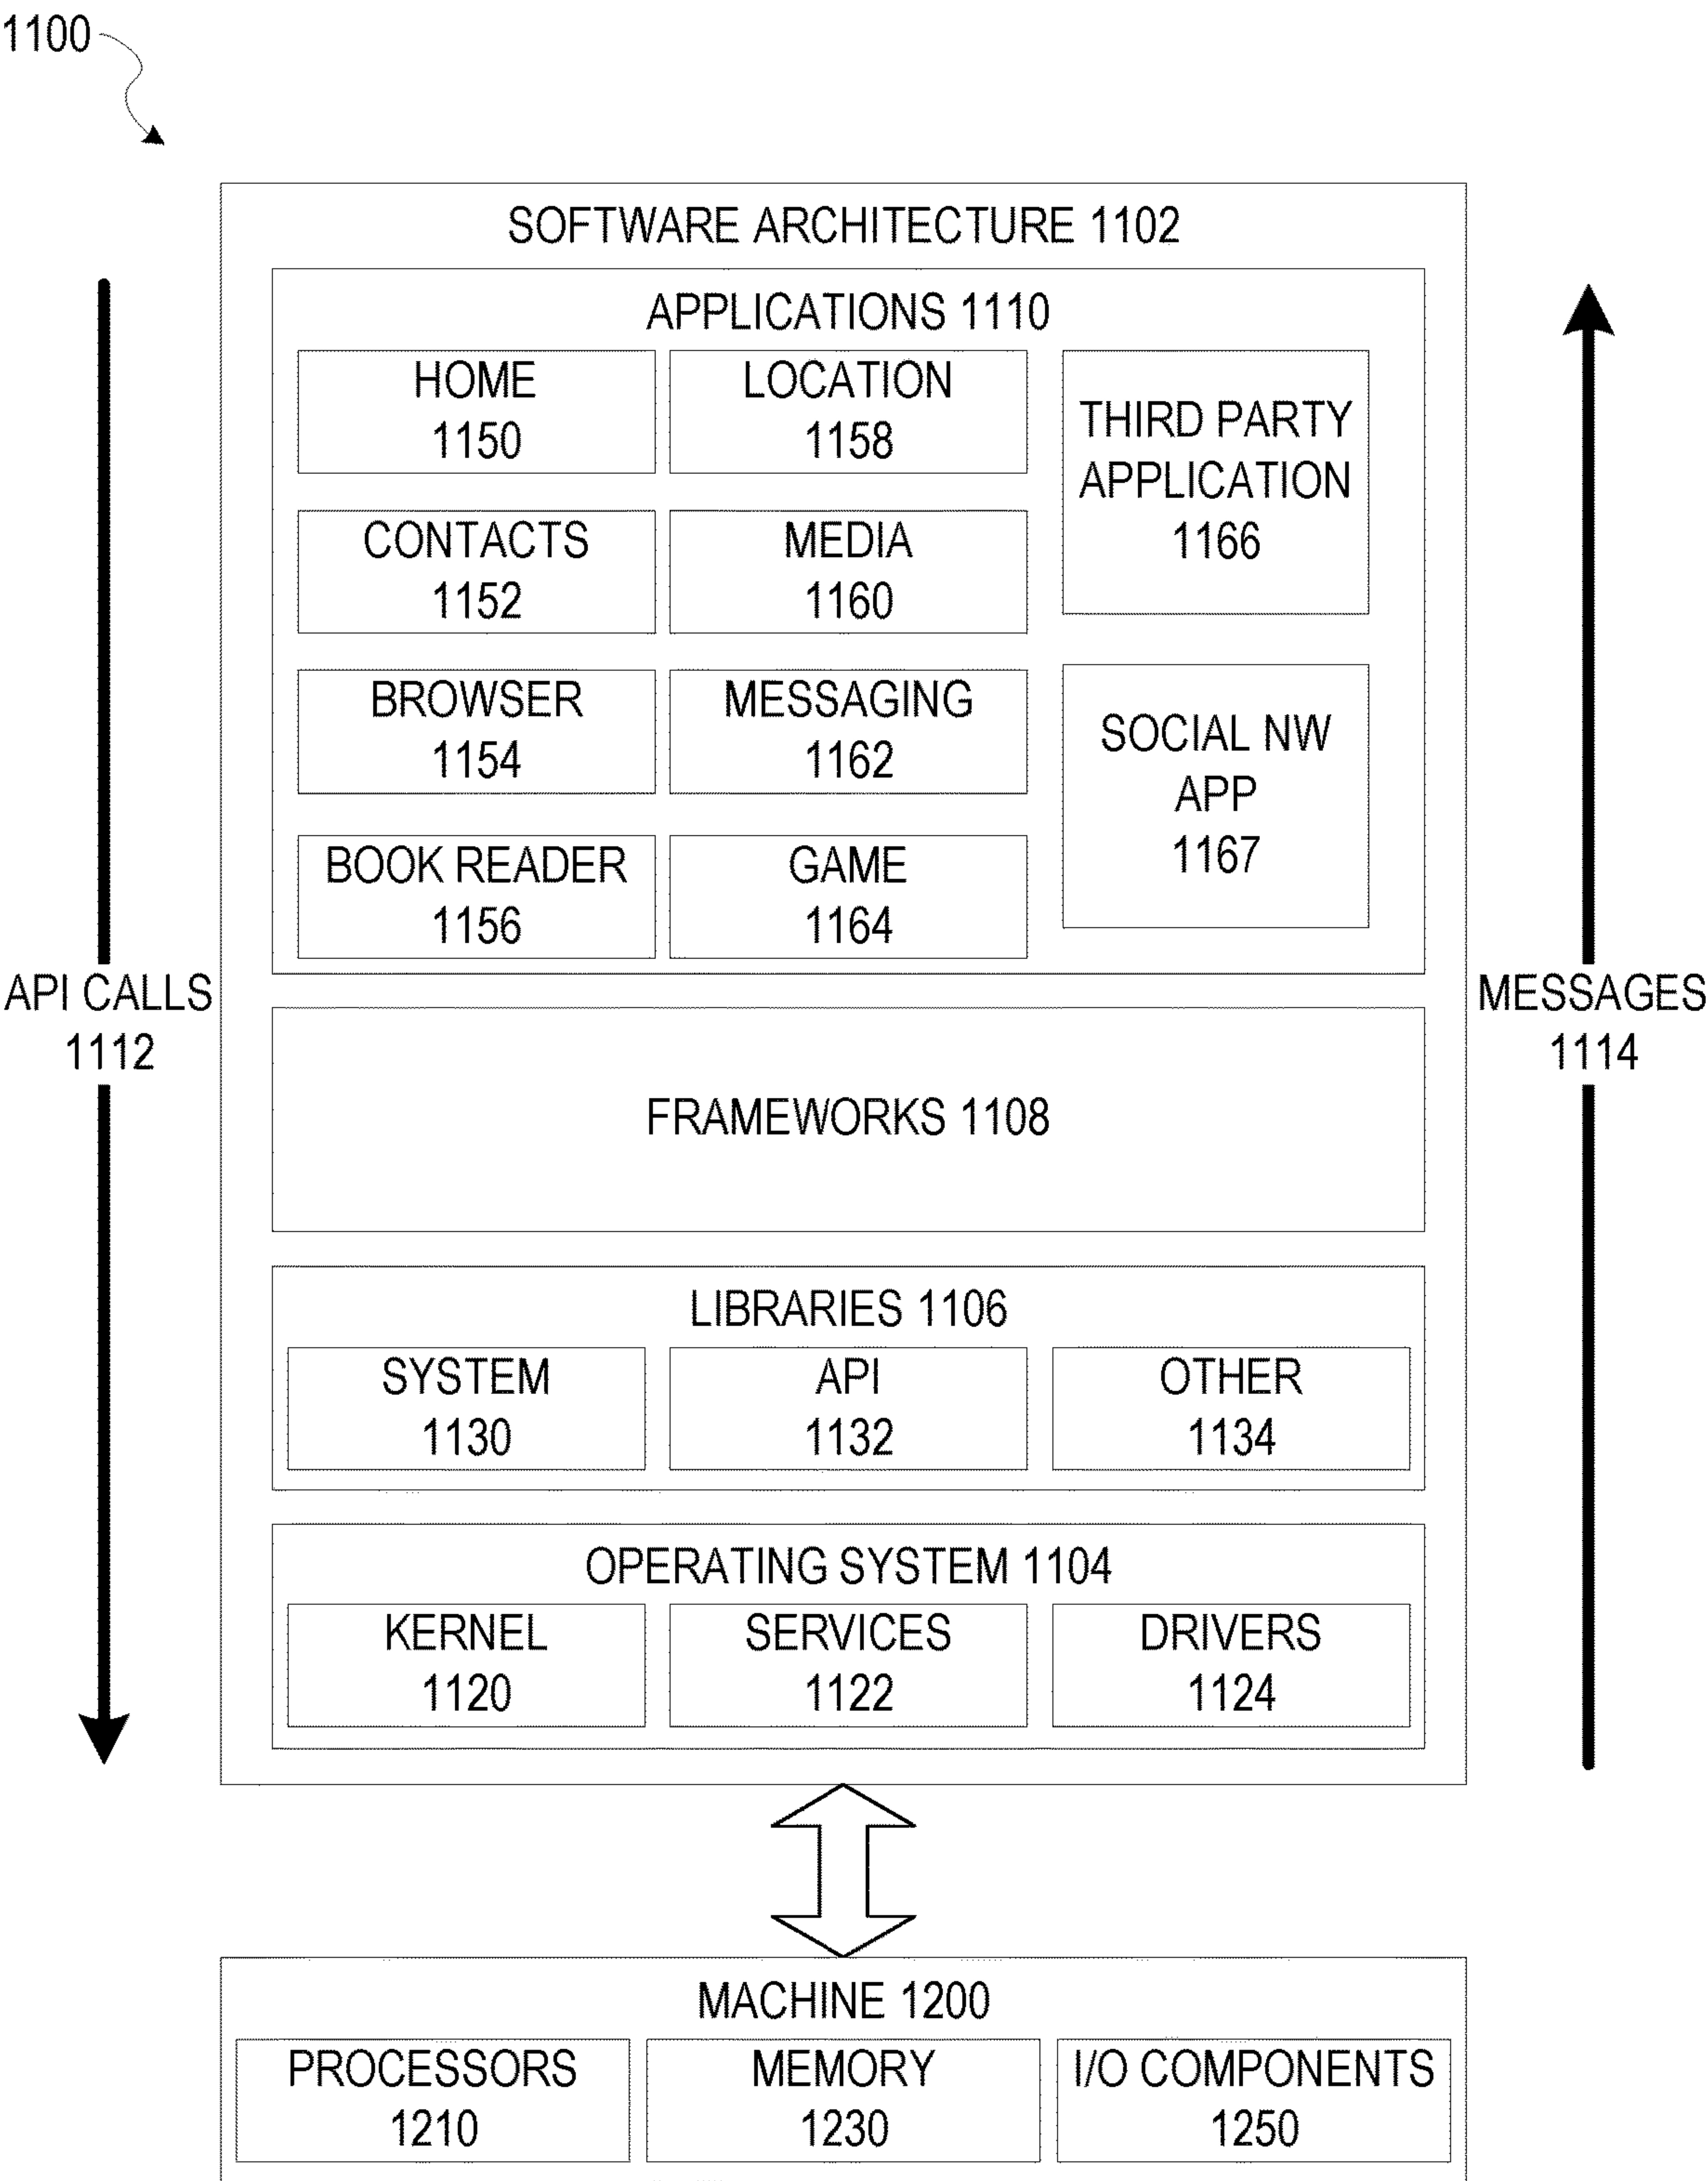 1100
SOFTWARE ARCHITECTURE 1102
APPLICATIONS 1110
HOME
1150
LOCATION
1158
THIRD PARTY
APPLICATION
1166
CONTACTS
1152
MEDIA
1160
BROWSER
1154
MESSAGING
1162
SOCIAL NW
APP
1167
BOOK READER
1156
GAME
1164
API CALLS
1112
MESSAGES
1114
FRAMEWORKS 1108
LIBRARIES 1106
SYSTEM
1130
API
1132
OTHER
1134
OPERATING SYSTEM 1104
KERNEL
1120
SERVICES
1122
DRIVERS
1124
MACHINE 1200
PROCESSORS
1210
MEMORY
1230
I/O COMPONENTS
1250